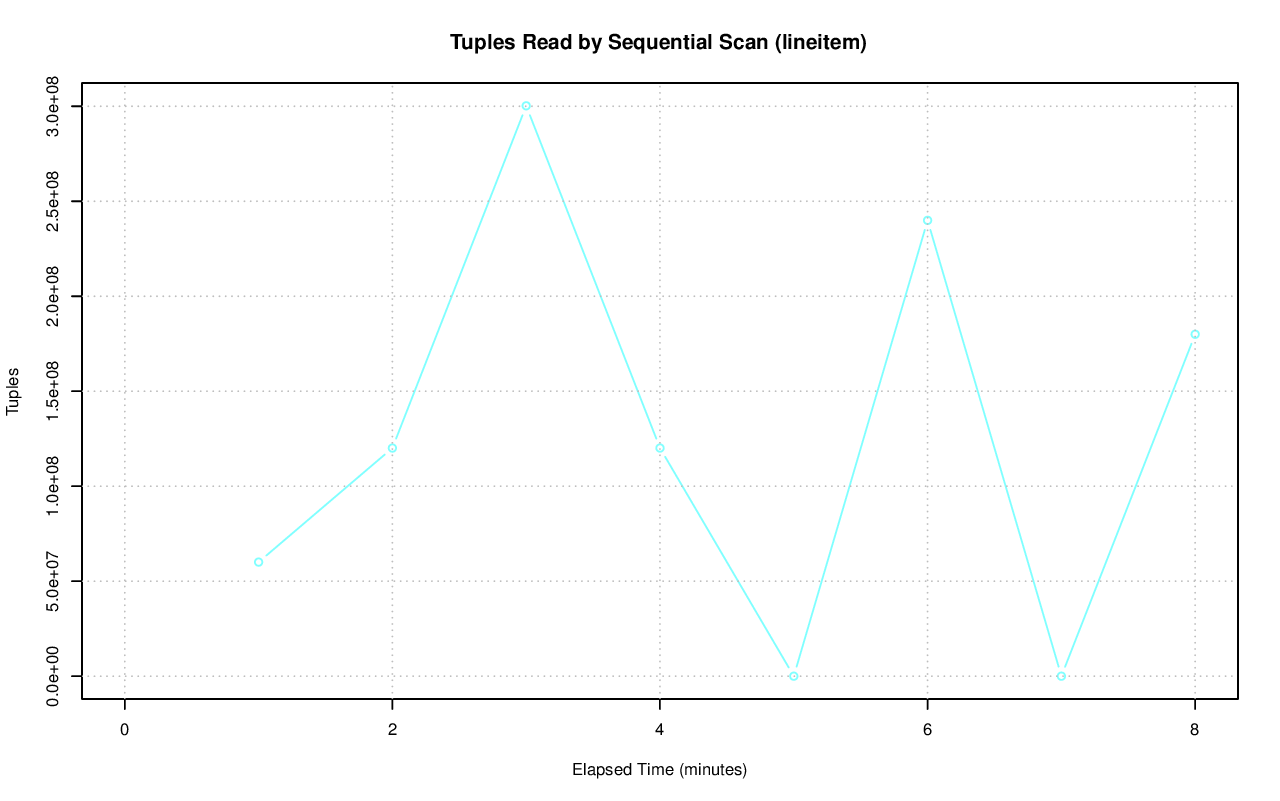 Tuples Read by Sequential Scan (lineitem)
3.0e+08
2.5e+08
2.0e+08
1.5e+08
1.0e+08
5.0e+07
0.0e+00
Tuples
0 2 4 6 8
Elapsed Time (minutes)